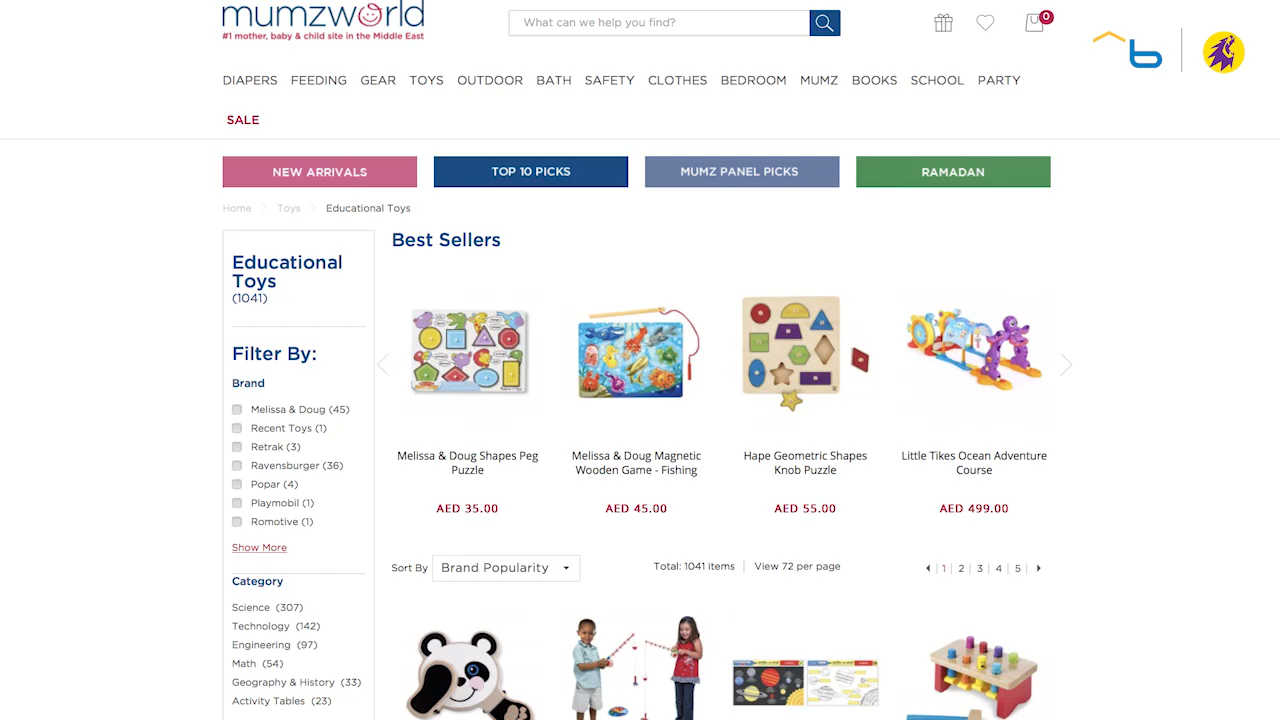 mumzworld
#1 mother, baby & child site in the Middle East
What can we help you find?
0
DIAPERS FEEDING GEAR TOYS OUTDOOR BATH SAFETY CLOTHES BEDROOM MUMZ BOOKS SCHOOL PARTY
SALE
NEW ARRIVALS TOP 10 PICKS MUMZ PANEL PICKS RAMADAN
Home Toys Educational Toys
Educational
Toys
(1041)
Filter By:
Brand
Melissa & Doug (45)
Recent Toys (1)
Retrak (3)
Ravensburger (36)
Popar (4)
Playmobil (1)
Romotive (1)
Show More
Category
Science (307)
Technology (142)
Engineering (97)
Math (54)
Geography & History (33)
Activity Tables (23)
Best Sellers
Melissa & Doug Shapes Peg
Puzzle
AED 35.00
Melissa & Doug Magnetic
Wooden Game - Fishing
AED 45.00
Hape Geometric Shapes
Knob Puzzle
AED 55.00
Little Tikes Ocean Adventure
Course
AED 499.00
Sort By Brand Popularity Total: 1041 items View 72 per page 1 2 3 4 5
b